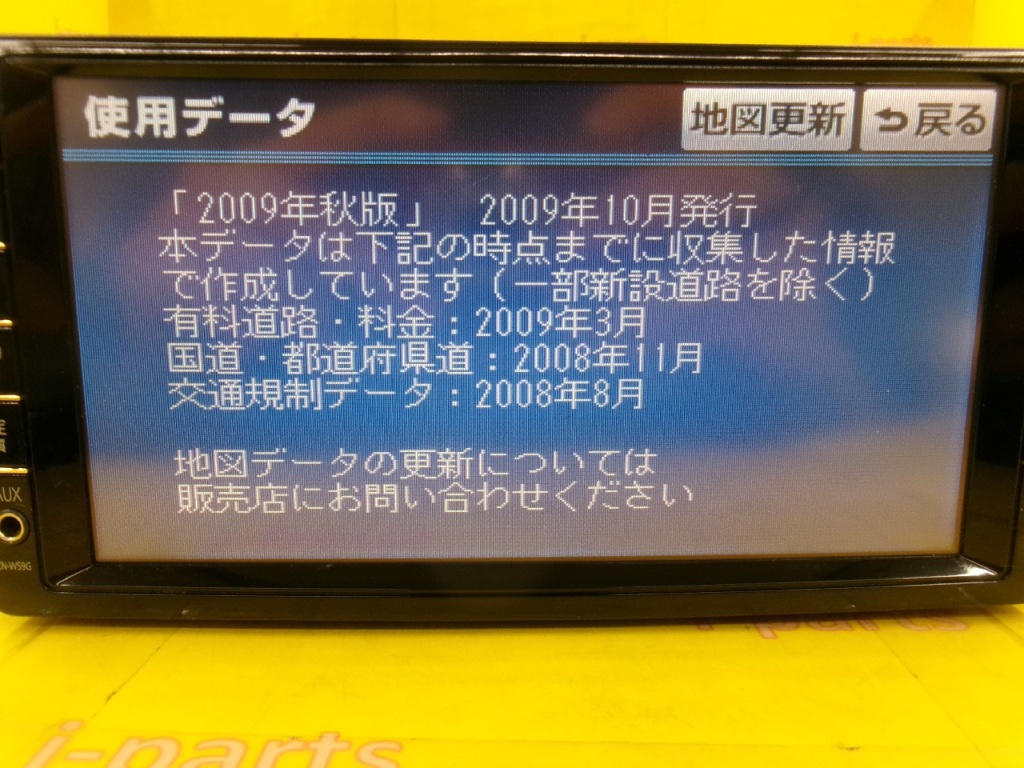 使用データ
地図更新
戻る
「2009年秋版」 2009年10月発行
本データは下記の時点までに収集した情報
で作成しています（一部新設道路を除く）
有料道路・料金：2009年3月
国道・都道府県道：2008年11月
交通規制データ：2008年8月
地図データの更新については
販売店にお問い合わせください
AUX
i-parts